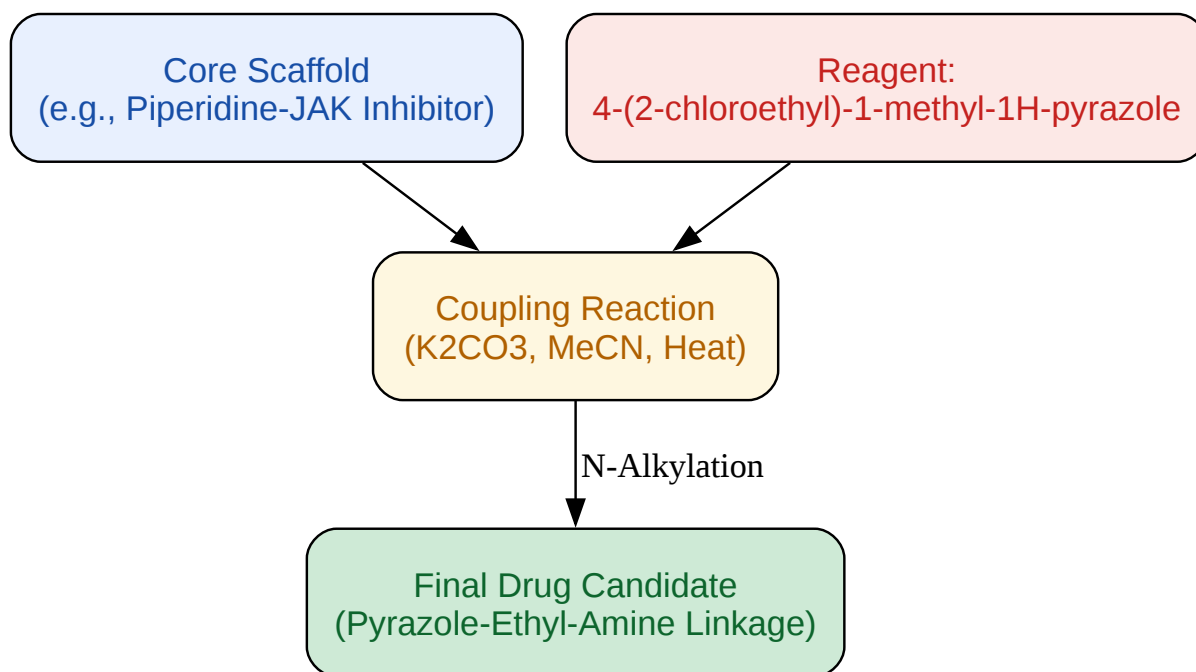 Core Scaffold
(e.g., Piperidine-JAK Inhibitor)
Reagent:
4-(2-chloroethyl)-1-methyl-1H-pyrazole
Coupling Reaction
(K2CO3, MeCN, Heat)
N-Alkylation
Final Drug Candidate
(Pyrazole-Ethyl-Amine Linkage)